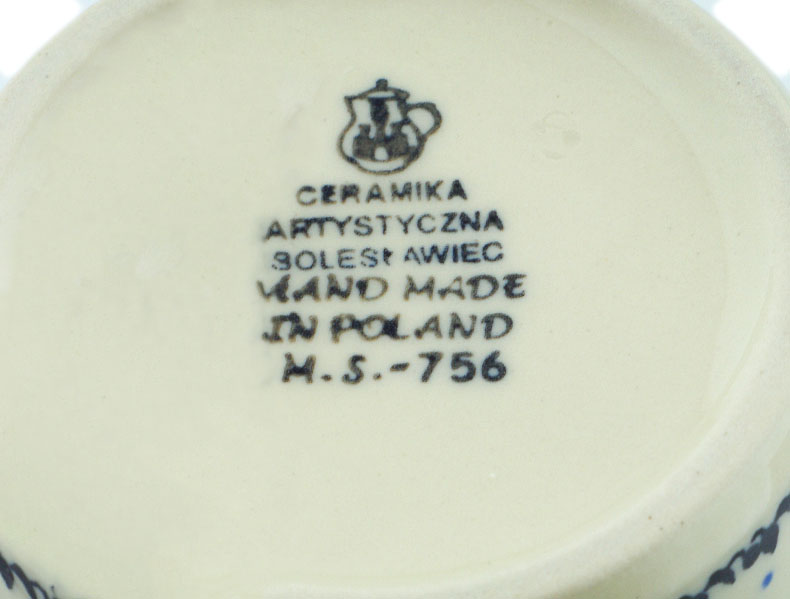 CERAMIKA
ARTYSTYCZNA
BOLESŁAWIEC
HAND MADE
IN POLAND
M.S.-756